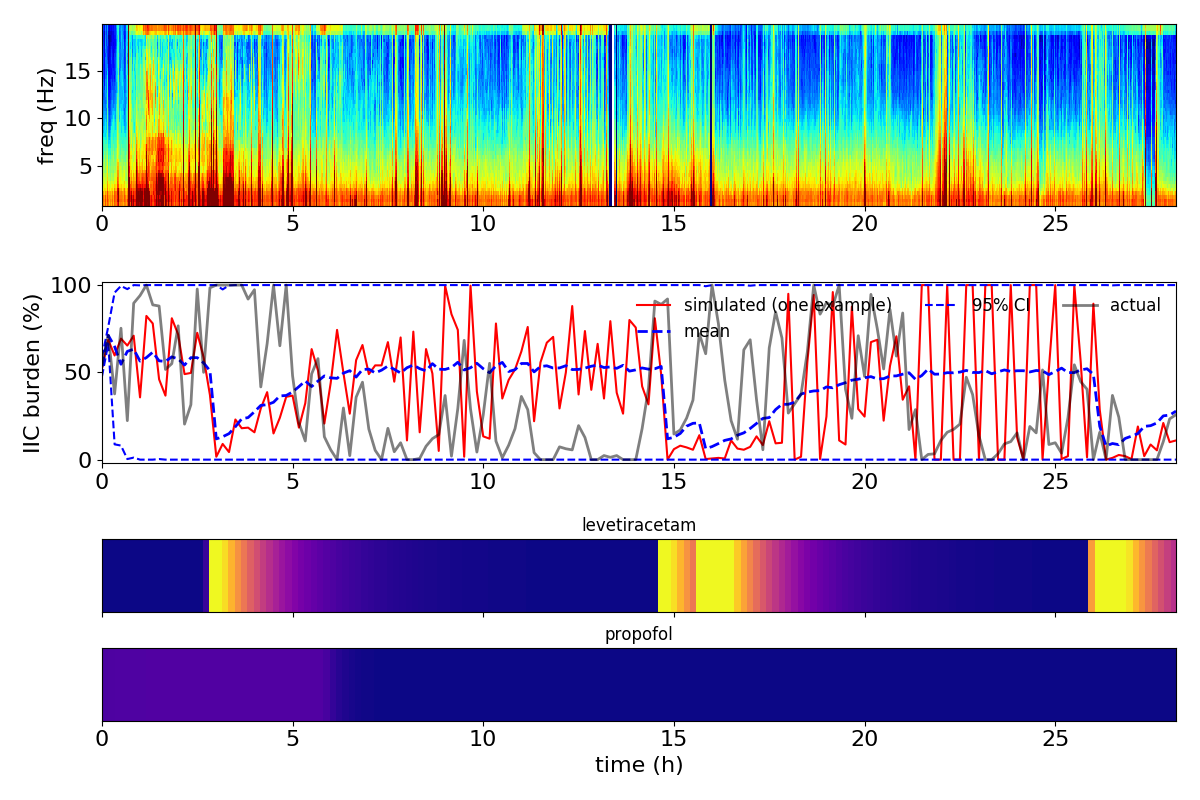 15
10
5
freq (Hz)
0 5 10 15 20 25
100
50
0
IIC burden (%)
simulated (one example) 95% CI actual
mean
0 5 10 15 20 25
levetiracetam
propofol
0 5 10 15 20 25
time (h)